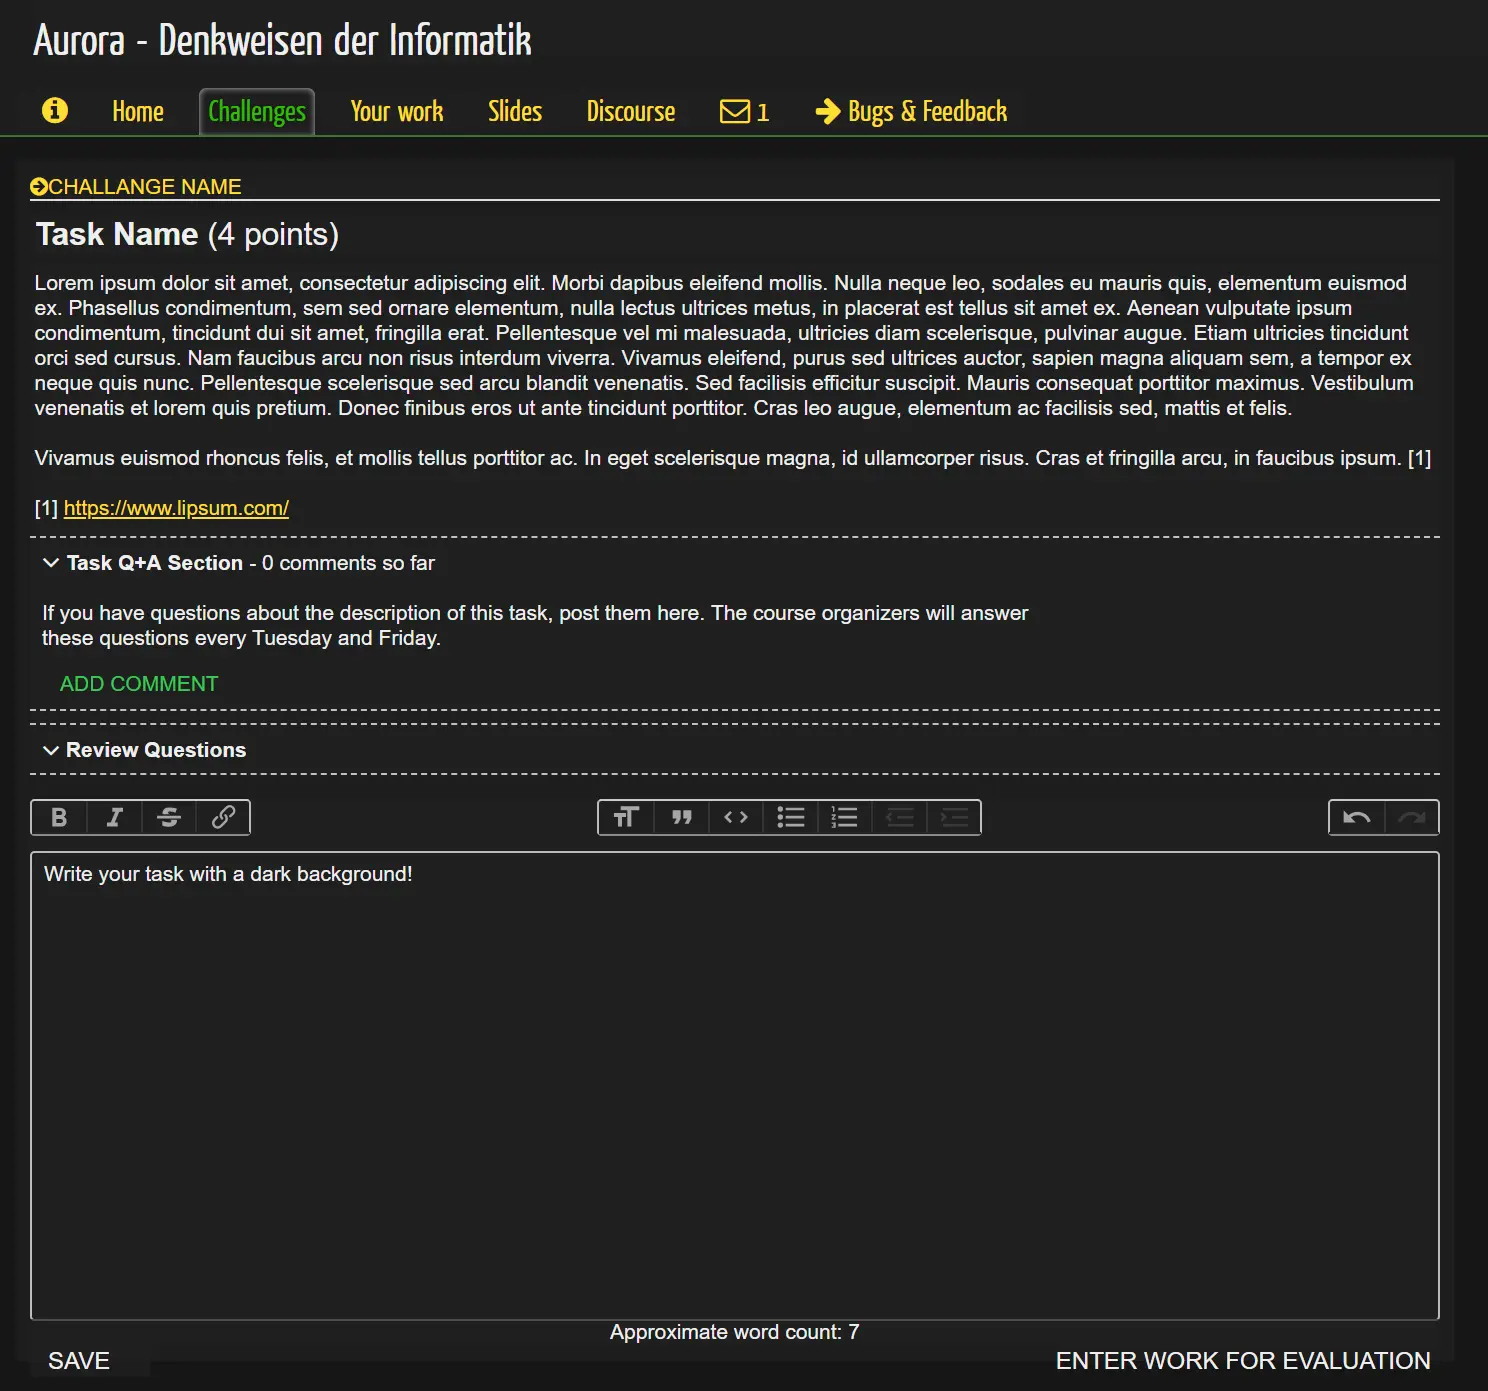 Aurora - Denkweisen der Informatik
Home
Challenges
Your work
Slides
Discourse
1
Bugs & Feedback
CHALLANGE NAME
Task Name (4 points)
Lorem ipsum dolor sit amet, consectetur adipiscing elit. Morbi dapibus eleifend mollis. Nulla neque leo, sodales eu mauris quis, elementum euismod
ex. Phasellus condimentum, sem sed ornare elementum, nulla lectus ultrices metus, in placerat est tellus sit amet ex. Aenean vulputate ipsum
condimentum, tincidunt dui sit amet, fringilla erat. Pellentesque vel mi malesuada, ultricies diam scelerisque, pulvinar augue. Etiam ultricies tincidunt
orci sed cursus. Nam faucibus arcu non risus interdum viverra. Vivamus eleifend, purus sed ultrices auctor, sapien magna aliquam sem, a tempor ex
neque quis nunc. Pellentesque scelerisque sed arcu blandit venenatis. Sed facilisis efficitur suscipit. Mauris consequat porttitor maximus. Vestibulum
venenatis et lorem quis pretium. Donec finibus eros ut ante tincidunt porttitor. Cras leo augue, elementum ac facilisis sed, mattis et felis.
Vivamus euismod rhoncus felis, et mollis tellus porttitor ac. In eget scelerisque magna, id ullamcorper risus. Cras et fringilla arcu, in faucibus ipsum. [1]
[1] https://www.lipsum.com/
Task Q+A Section - 0 comments so far
If you have questions about the description of this task, post them here. The course organizers will answer
these questions every Tuesday and Friday.
ADD COMMENT
Review Questions
Write your task with a dark background!
Approximate word count: 7
SAVE
ENTER WORK FOR EVALUATION